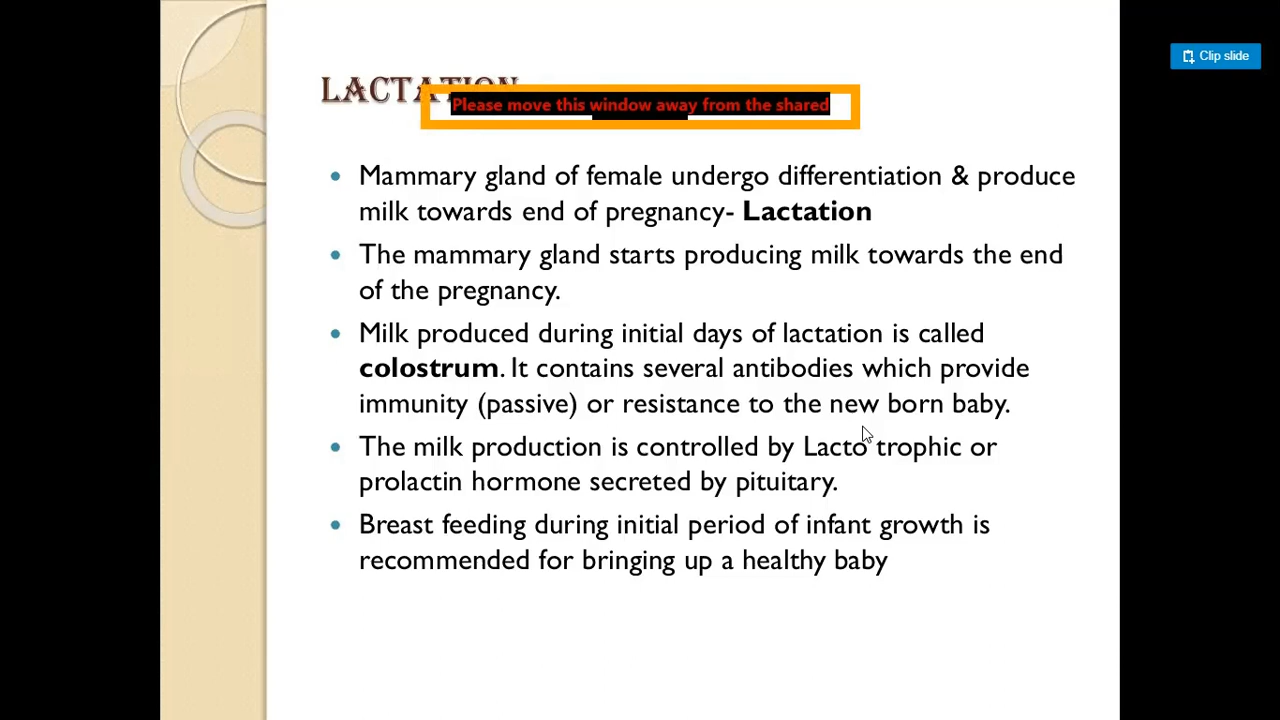 Clip slide
LACTATION
Please move this window away from the shared
Mammary gland of female undergo differentiation & produce
milk towards end of pregnancy- Lactation
The mammary gland starts producing milk towards the end
of the pregnancy.
Milk produced during initial days of lactation is called
colostrum. It contains several antibodies which provide
immunity (passive) or resistance to the new born baby.
The milk production is controlled by Lacto trophic or
prolactin hormone secreted by pituitary.
Breast feeding during initial period of infant growth is
recommended for bringing up a healthy baby